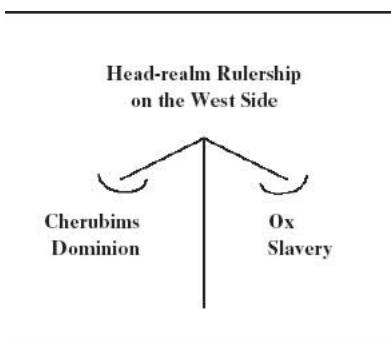 Head-realm Rulership
on the West Side
Cherubims
Dominion
Ox
Slavery